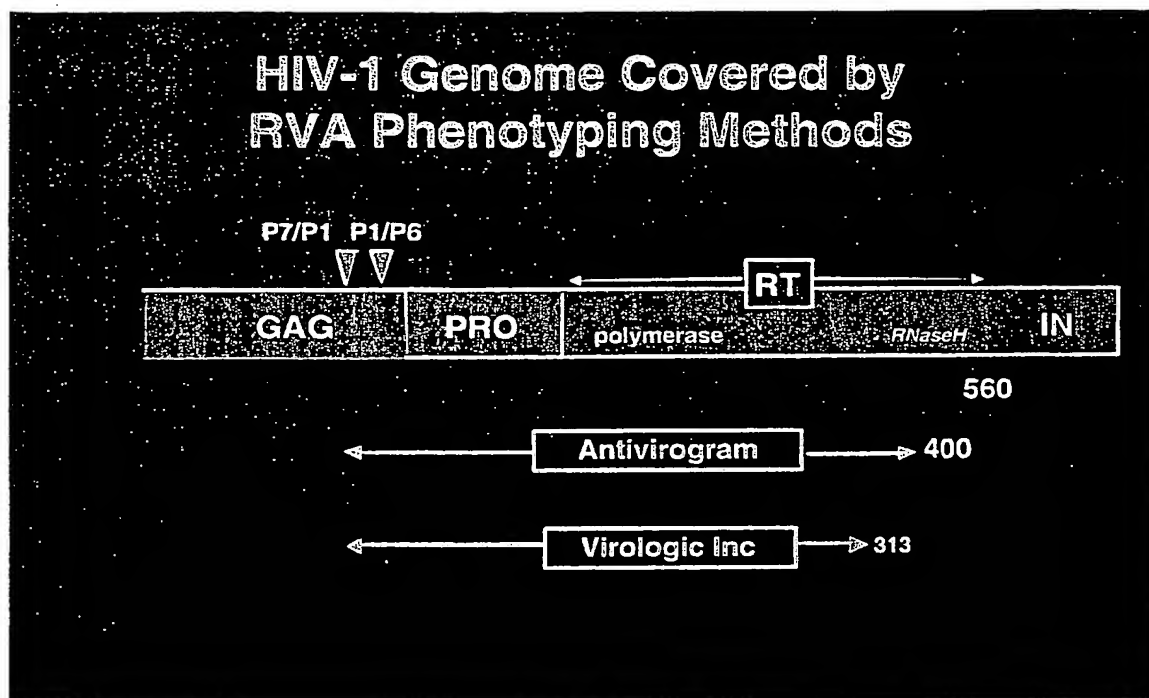 HIV-1 Genome Covered by
RVA Phenotyping Methods
P7/P1 P1/P6
RT
GAG PRO polymerase RNaseH IN
560
Antivirogram 400
Virologic Inc 313